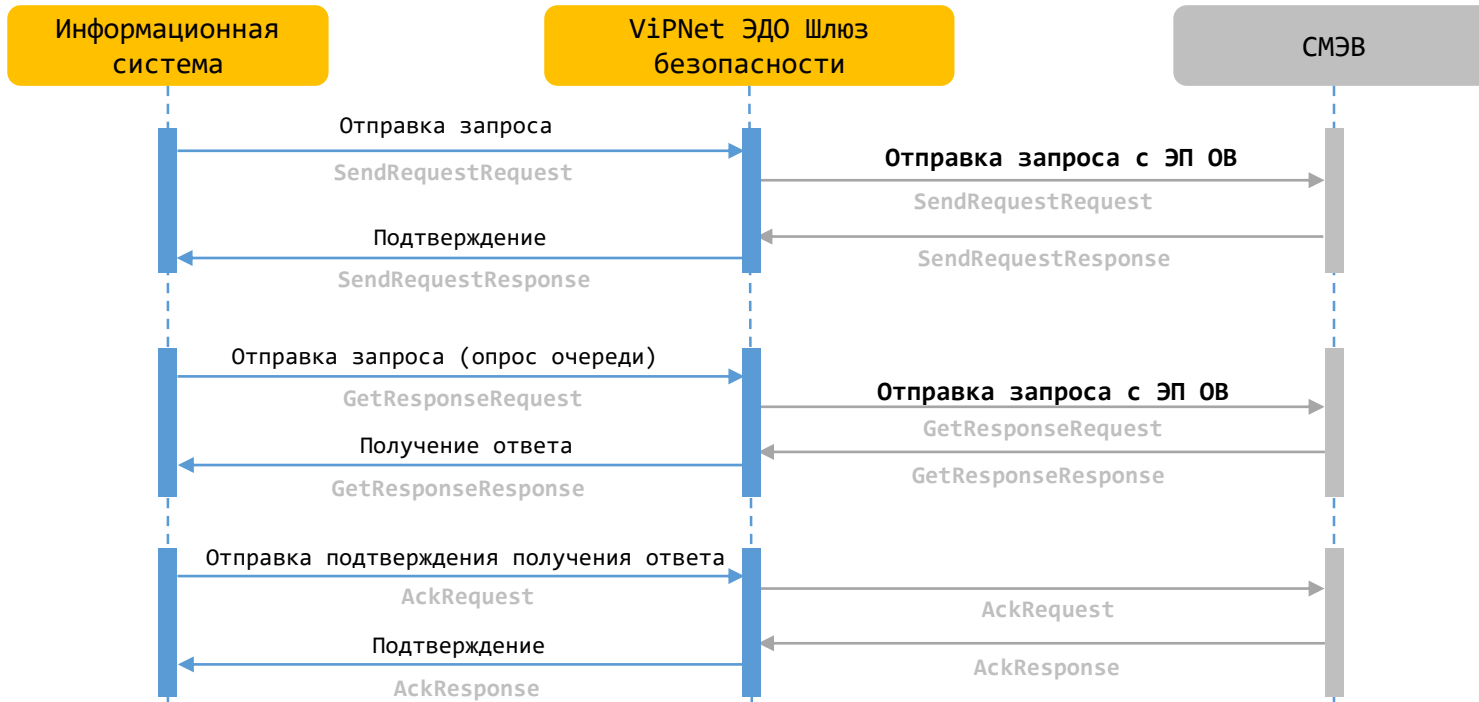 Информационная
система
ViPNet ЭДО Шлюз
безопасности
СМЭВ
Отправка запроса
SendRequestRequest
Отправка запроса с ЭП ОВ
SendRequestRequest
Подтверждение
SendRequestResponse
SendRequestResponse
Отправка запроса (опрос очереди)
GetResponseRequest
Отправка запроса с ЭП ОВ
GetResponseRequest
Получение ответа
GetResponseResponse
GetResponseResponse
Отправка подтверждения получения ответа
AckRequest
AckRequest
Подтверждение
AckResponse
AckResponse